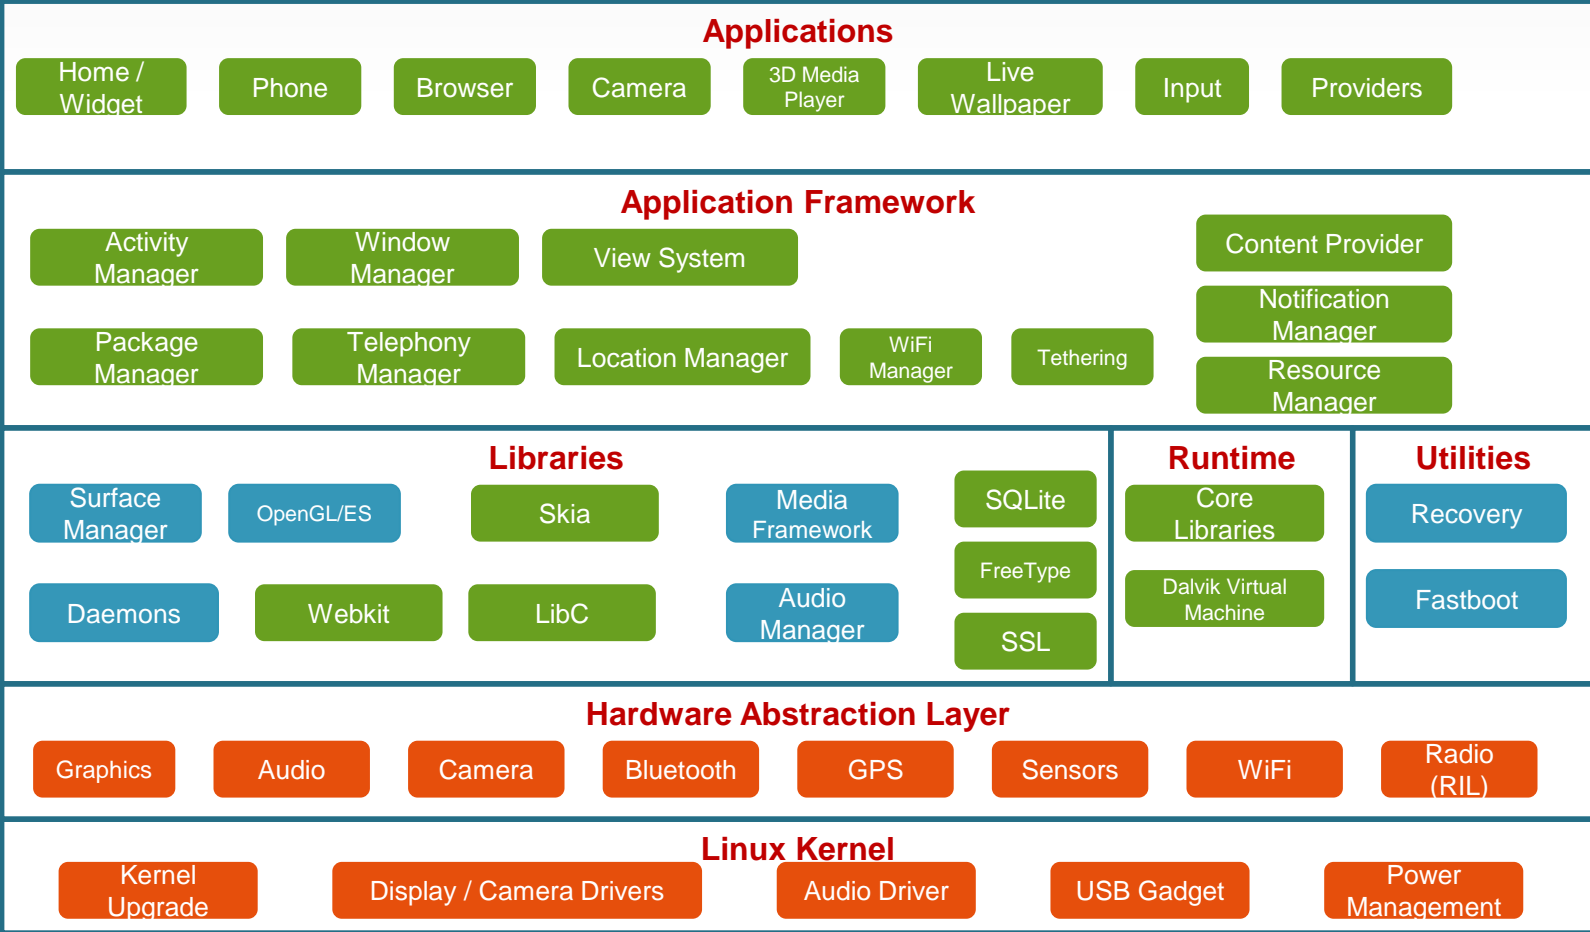 Applications
Home /
Widget
Phone
Browser
Camera
3D Media
Player
Live
Wallpaper
Input
Providers
Application Framework
Activity
Manager
Window
Manager
View System
Content Provider
Notification
Manager
Package
Manager
Telephony
Manager
Location Manager
WiFi
Manager
Tethering
Resource
Manager
Libraries
Surface
Manager
OpenGL/ES
Skia
Media
Framework
SQLite
FreeType
Daemons
Webkit
LibC
Audio
Manager
SSL
Runtime
Core
Libraries
Dalvik Virtual
Machine
Utilities
Recovery
Fastboot
Hardware Abstraction Layer
Graphics
Audio
Camera
Bluetooth
GPS
Sensors
WiFi
Radio
(RIL)
Linux Kernel
Kernel
Upgrade
Display / Camera Drivers
Audio Driver
USB Gadget
Power
Management